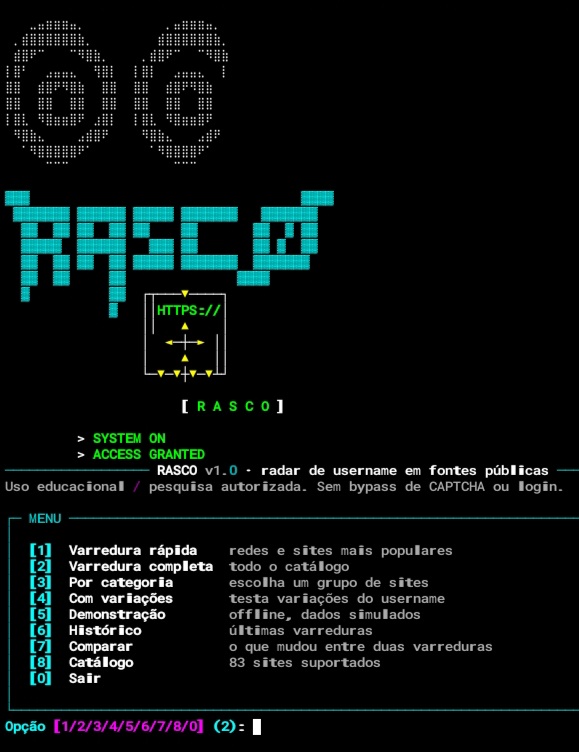 RASCO
HTTPS://
[ R A S C O ]
> SYSTEM ON
> ACCESS GRANTED
RASCO v1.0 - radar de username em fontes públicas
Uso educacional / pesquisa autorizada. Sem bypass de CAPTCHA ou login.
MENU
[1] Varredura rápida redes e sites mais populares
[2] Varredura completa todo o catálogo
[3] Por categoria escolha um grupo de sites
[4] Com variações testa variações do username
[5] Demonstração offline, dados simulados
[6] Histórico últimas varreduras
[7] Comparar o que mudou entre duas varreduras
[8] Catálogo 83 sites suportados
[0] Sair
Opção [1/2/3/4/5/6/7/8/0] (2):